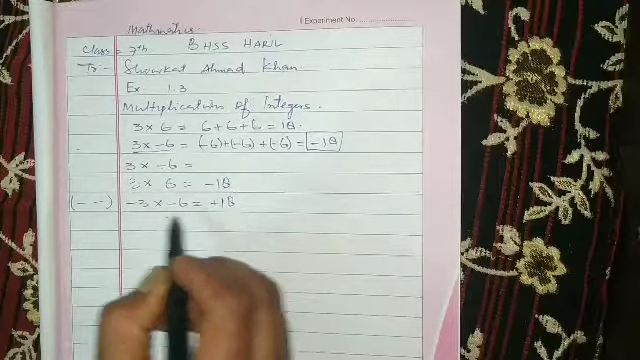 Experiment No.
Mathmathics.
Class = 7th BHSS HARIL
Tr:- Showkat Ahmad Khan
Ex 1.3
Multiplication of Integers.
3 x 6 = 6+6+6 = 18.
3 x -6 = (-6)+(-6)+(-6) = -18
3 x -6 =
3 x 6 = -18
(- -) -3 x -6 = +18